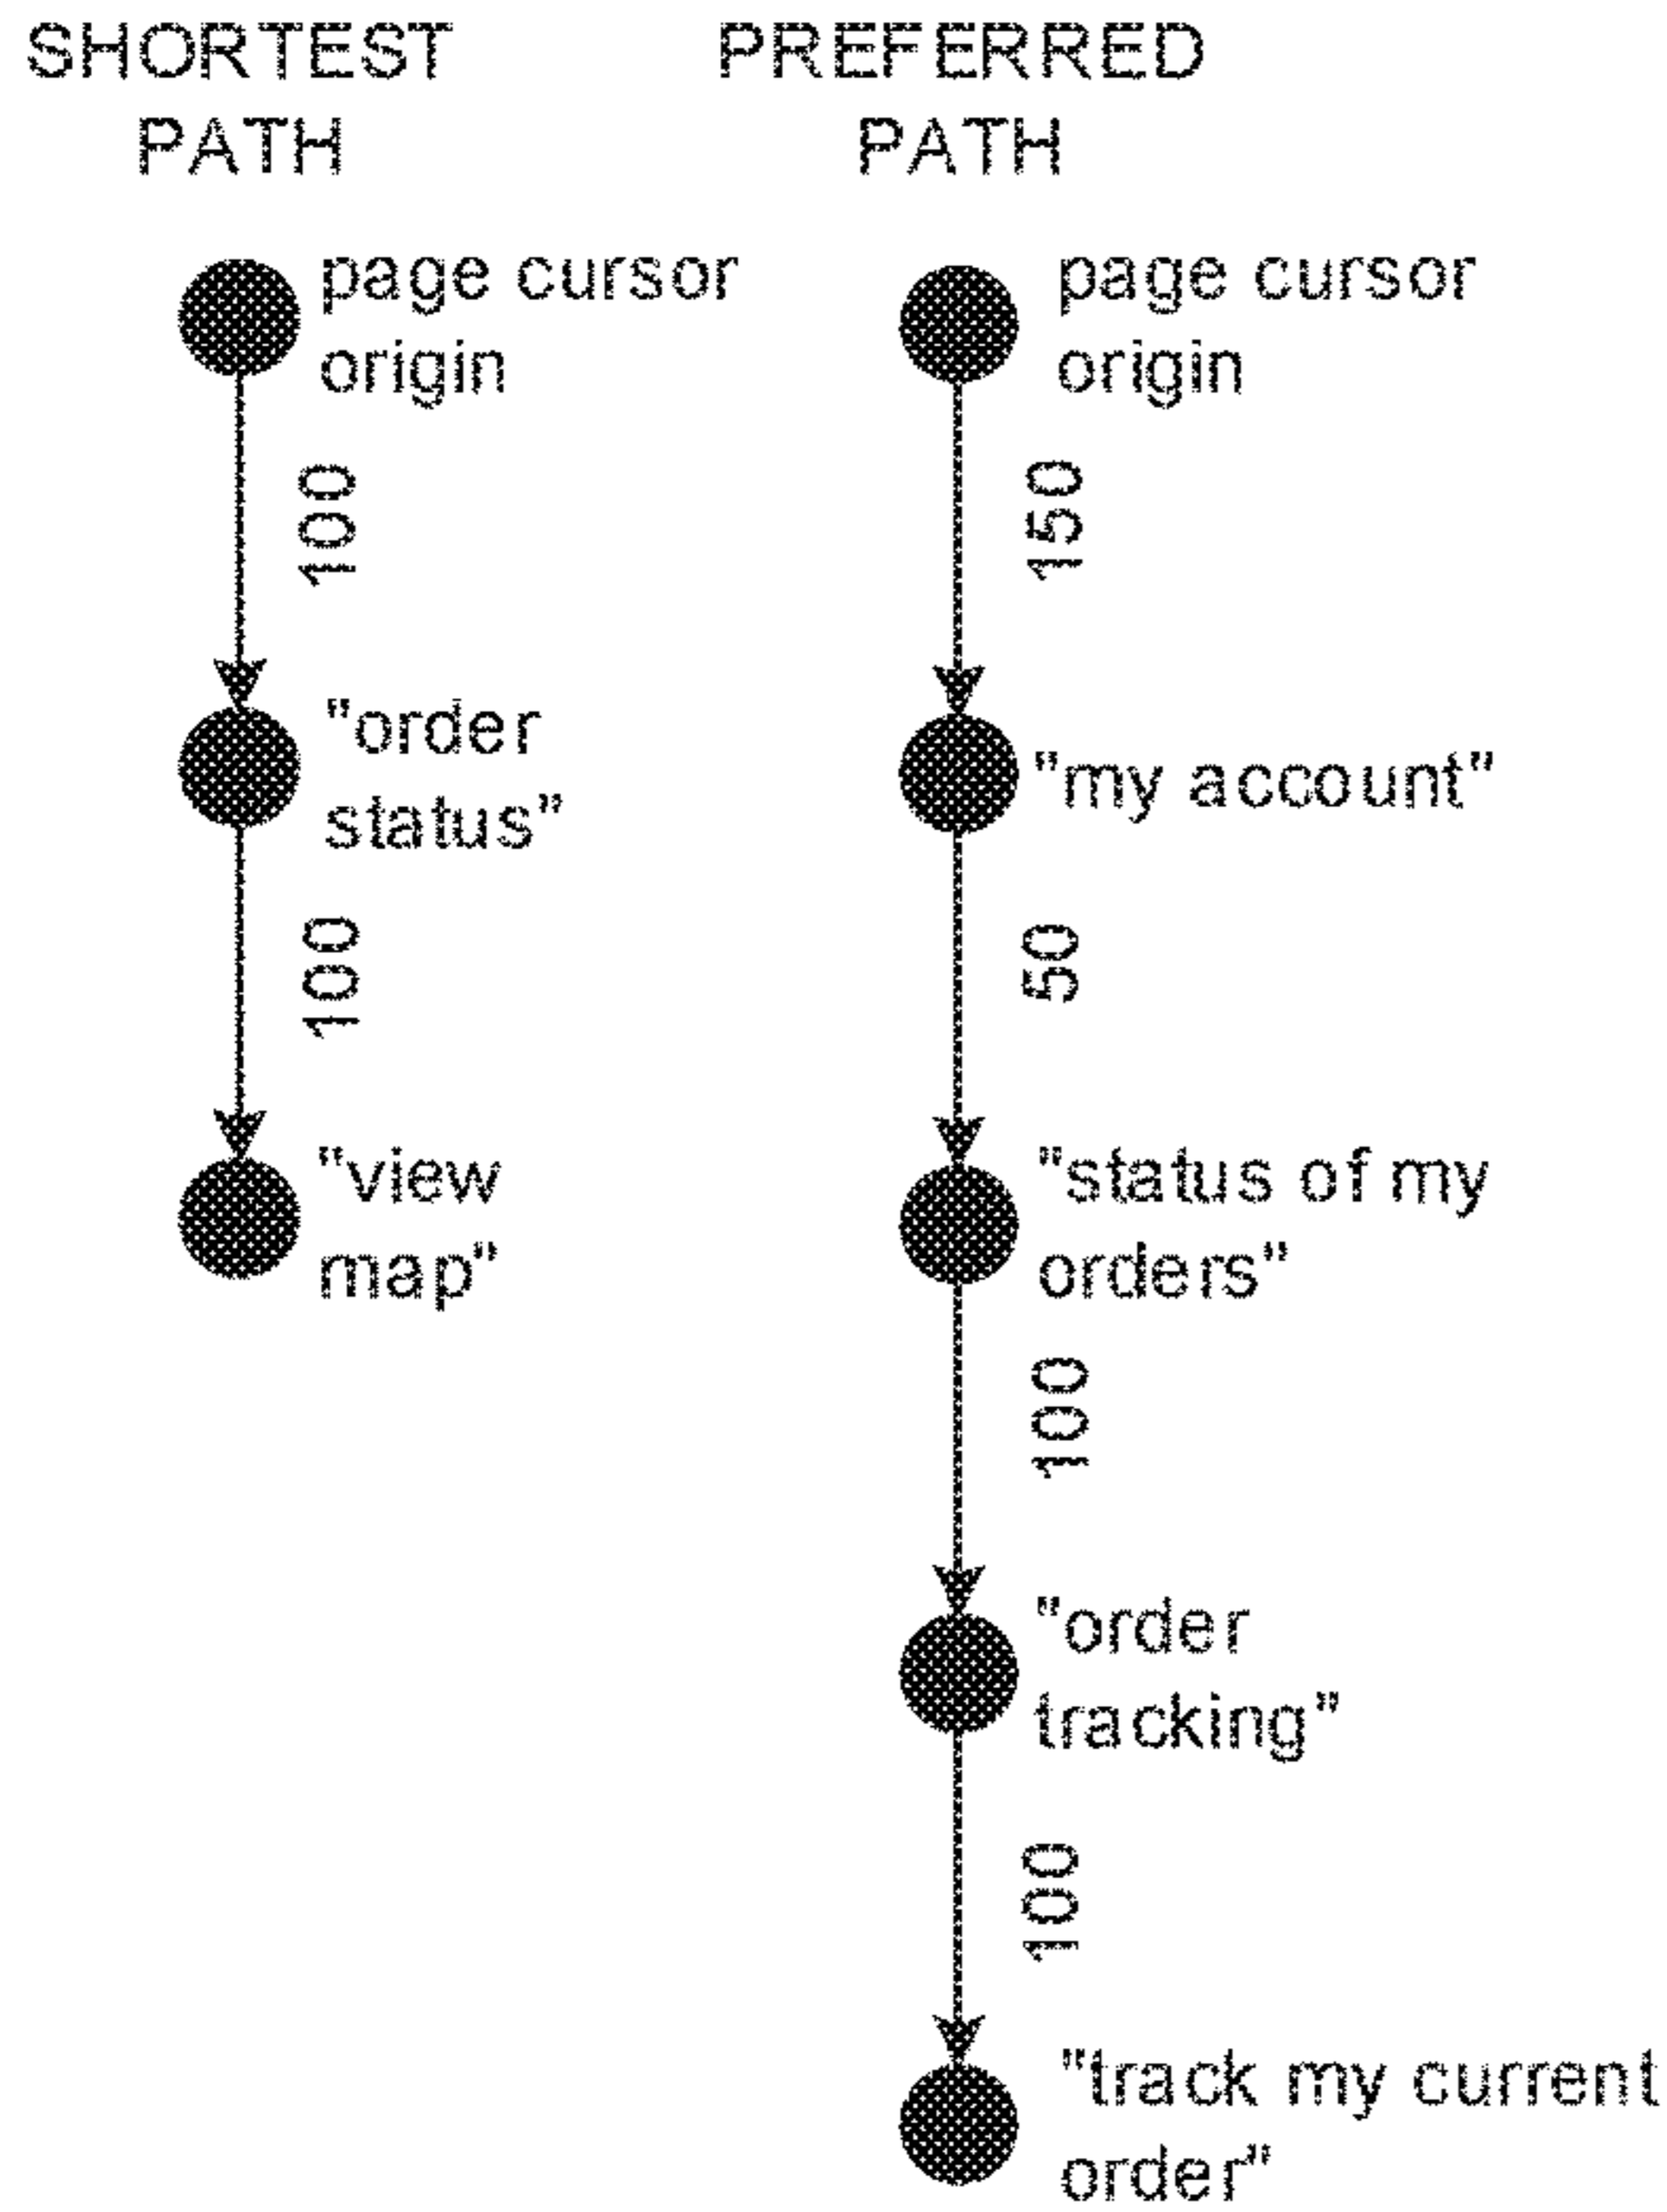 SHORTEST
PATH
page cursor
origin
100
"order
status"
100
"view
map"
PREFERRED
PATH
page cursor
origin
150
"my account"
50
"status of my
orders"
100
"order
tracking"
100
"track my current
order"